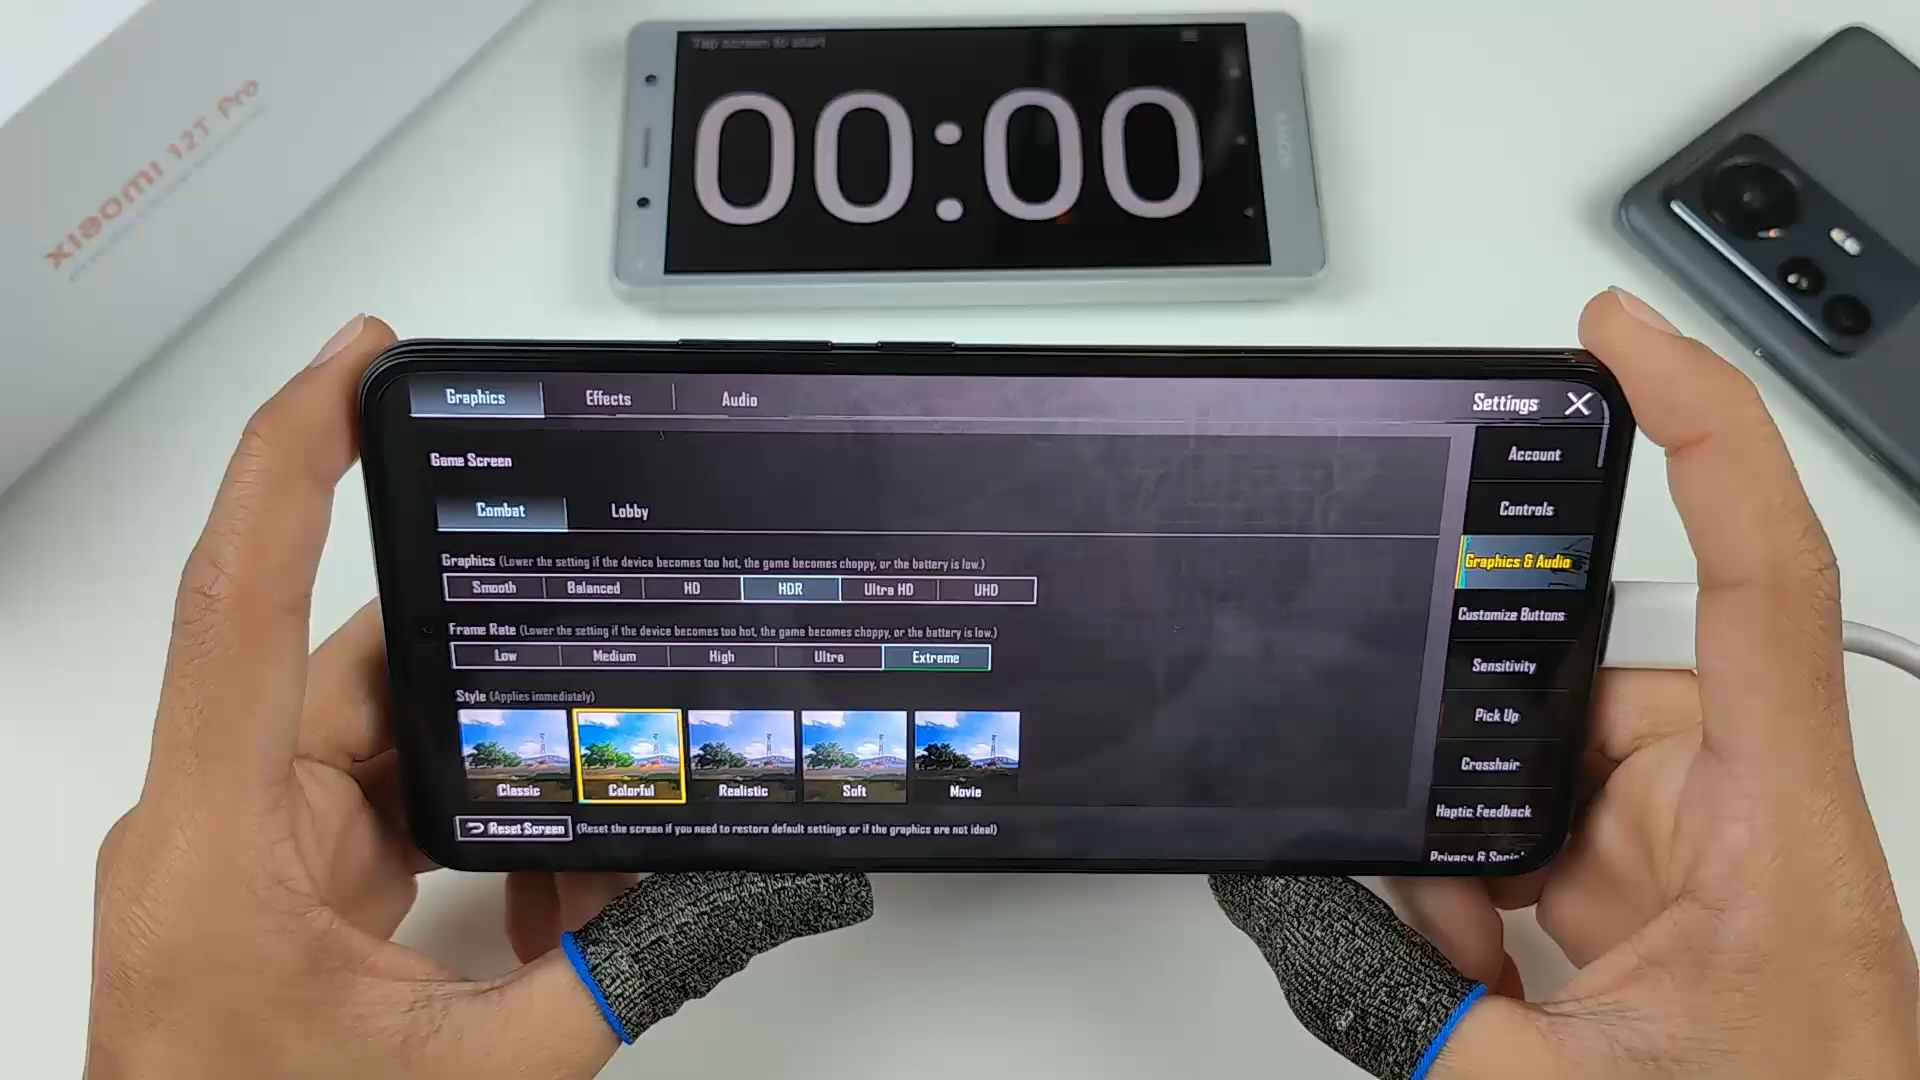 Xiaomi 12T Pro
Tap screen to start
00:00
SONY
Graphics Effects Audio
Settings
Game Screen
Combat Lobby
Graphics (Lower the setting if the device becomes too hot, the game becomes choppy, or the battery is low.)
Smooth Balanced HD HDR Ultra HD UHD
Frame Rate (Lower the setting if the device becomes too hot, the game becomes choppy, or the battery is low.)
Low Medium High Ultra Extreme
Style (Applies immediately)
Classic Colorful Realistic Soft Movie
Reset Screen (Reset the screen if you need to restore default settings or if the graphics are not ideal)
Account
Controls
Graphics & Audio
Customize Buttons
Sensitivity
Pick Up
Crosshair
Haptic Feedback
Privacy & Social